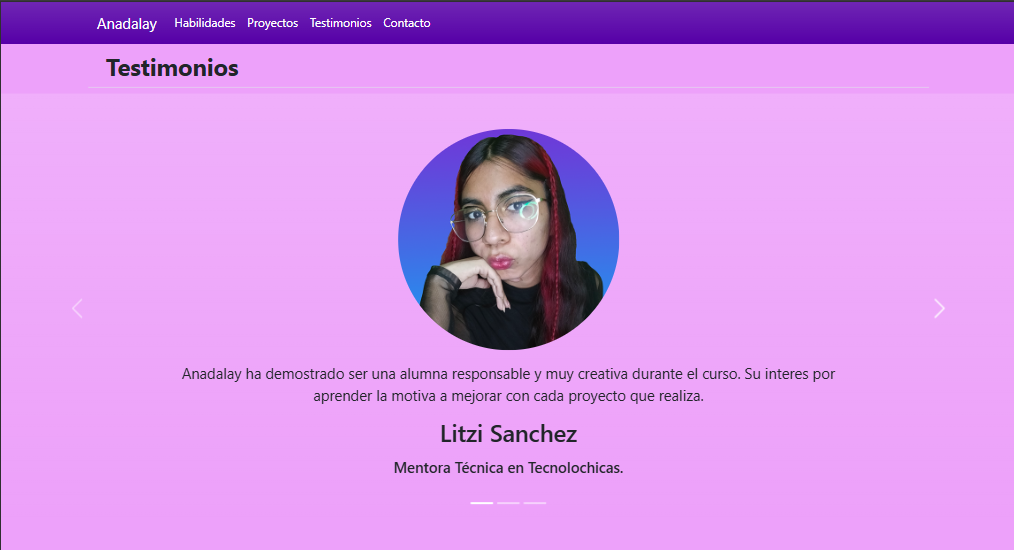 Anadalay Habilidades Proyectos Testimonios Contacto
Testimonios
Anadalay ha demostrado ser una alumna responsable y muy creativa durante el curso. Su interes por
aprender la motiva a mejorar con cada proyecto que realiza.
Litzi Sanchez
Mentora Técnica en Tecnolochicas.